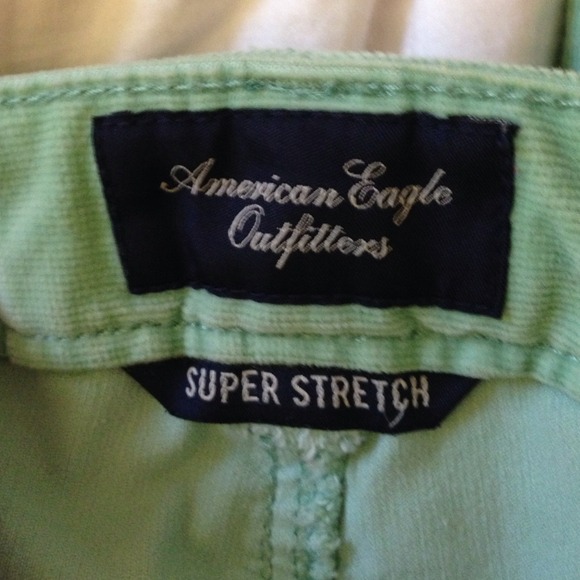 American Eagle
Outfitters
SUPER STRETCH